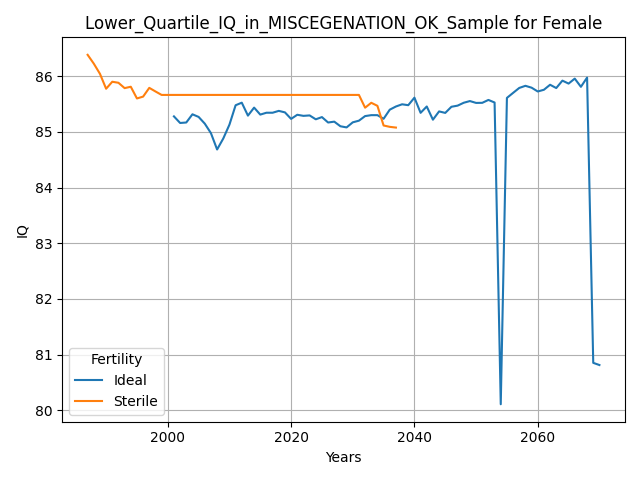 Lower_Quartile_IQ_in_MISCEGENATION_OK_Sample for Female
86
85
84
83
82
81
80
IQ
Fertility
Ideal
Sterile
2000
2020
2040
2060
Years